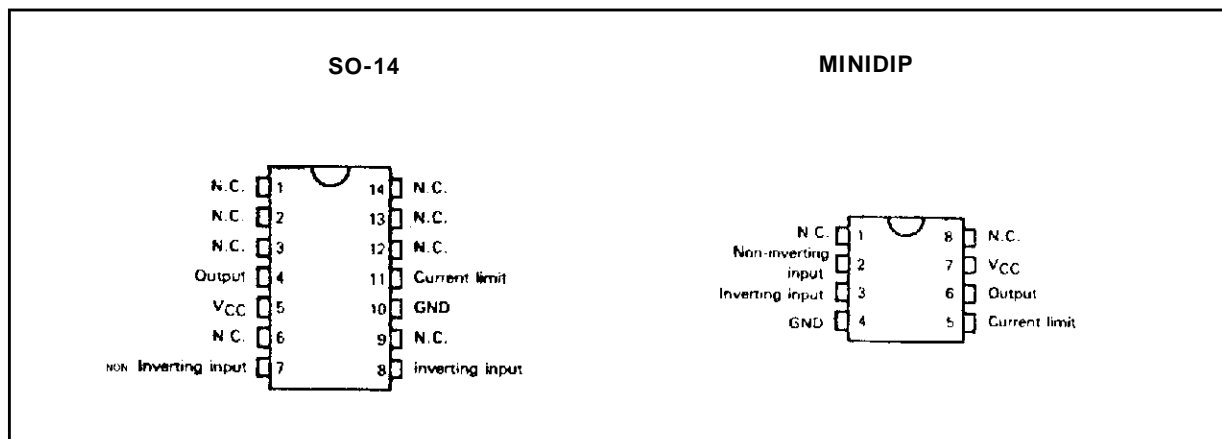 SO-14
MINIDIP
N.C. 1
N.C. 2
N.C. 3
Output 4
VCC 5
N.C. 6
NON Inverting input 7
14 N.C.
13 N.C.
12 N.C.
11 Current limit
10 GND
9 N.C.
8 inverting input
N.C. 1
Non-inverting
input 2
Inverting input 3
GND 4
8 N.C.
7 VCC
6 Output
5 Current limit